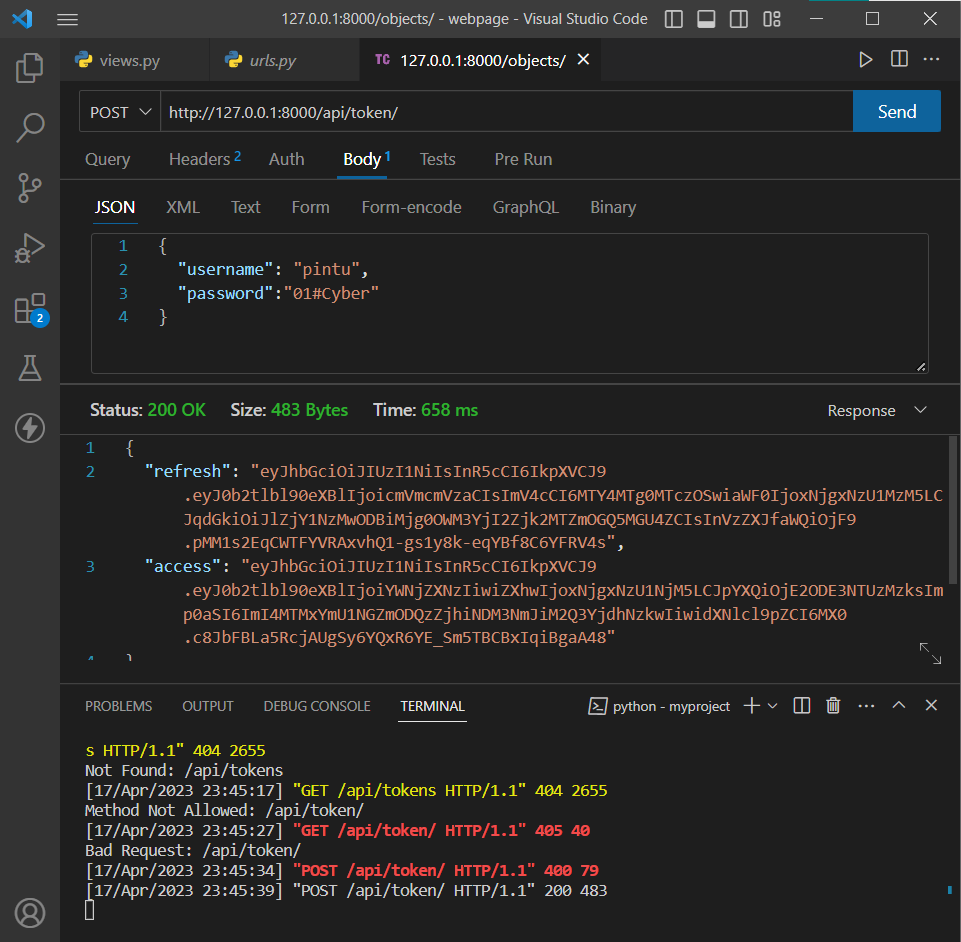 127.0.0.1:8000/objects/ - webpage - Visual Studio Code
views.py urls.py TC 127.0.0.1:8000/objects/
POST http://127.0.0.1:8000/api/token/ Send
Query Headers 2 Auth Body 1 Tests Pre Run
JSON XML Text Form Form-encode GraphQL Binary
1 {
2 "username": "pintu",
3 "password":"01#Cyber"
4 }
2
Status: 200 OK Size: 483 Bytes Time: 658 ms Response
1 {
2 "refresh": "eyJhbGciOiJIUzI1NiIsInR5cCI6IkpXVCJ9
.eyJ0b2tlbl90eXBlIjoicmVmcmVzaCIsImV4cCI6MTY4MTg0MTczOSwiaWF0IjoxNjgxNzU1MzM5LC
JqdGkiOiJlZjY1NzMwODBiMjg0OWM3YjI2Zjk2MTZmOGQ5MGU4ZCIsInVzZXJfaWQiOjF9
.pMM1s2EqCWTFYVRAxvhQ1-gs1y8k-eqYBf8C6YFRV4s",
3 "access": "eyJhbGciOiJIUzI1NiIsInR5cCI6IkpXVCJ9
.eyJ0b2tlbl90eXBlIjoiYWNjZXNzIiwiZXhwIjoxNjgxNzU1NjM5LCJpYXQiOjE2ODE3NTUzMzksIm
p0aSI6ImI4MTMxYmU1NGZmODQzZjhiNDM3NmJiM2Q3YjdhNzkwIiwidXNlcl9pZCI6MX0
.c8JbFBLa5RcjAUgSy6YQxR6YE_Sm5TBCBxIqiBgaA48"
4 }
PROBLEMS OUTPUT DEBUG CONSOLE TERMINAL python - myproject
s HTTP/1.1" 404 2655
Not Found: /api/tokens
[17/Apr/2023 23:45:17] "GET /api/tokens HTTP/1.1" 404 2655
Method Not Allowed: /api/token/
[17/Apr/2023 23:45:27] "GET /api/token/ HTTP/1.1" 405 40
Bad Request: /api/token/
[17/Apr/2023 23:45:34] "POST /api/token/ HTTP/1.1" 400 79
[17/Apr/2023 23:45:39] "POST /api/token/ HTTP/1.1" 200 483